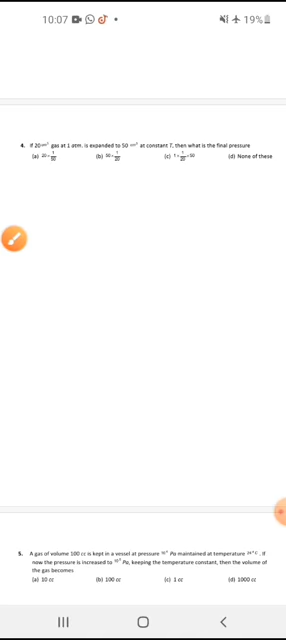 10:07 19%
4. If 20 cm³ gas at 1 atm. is expanded to 50 cm³ at constant T, then what is the final pressure
(a) 20 × 1/50 (b) 50 × 1/20 (c) 1 × 1/20 × 50 (d) None of these
5. A gas of volume 100 cc is kept in a vessel at pressure Pa maintained at temperature 24°C. If
now the pressure is increased to Pa, keeping the temperature constant, then the volume of
the gas becomes
(a) 10 cc (b) 100 cc (c) 1 cc (d) 1000 cc